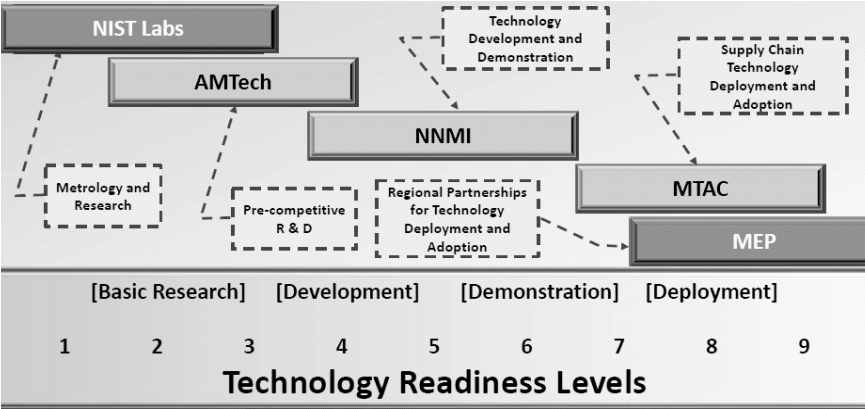 NIST Labs
Technology
Development and
Demonstration
Supply Chain
Technology
Deployment and
Adoption
AMTech
NNMI
Metrology and
Research
Pre-competitive
R & D
Regional Partnerships
for Technology
Deployment and
Adoption
MTAC
MEP
[Basic Research] [Development] [Demonstration] [Deployment]
1 2 3 4 5 6 7 8 9
Technology Readiness Levels